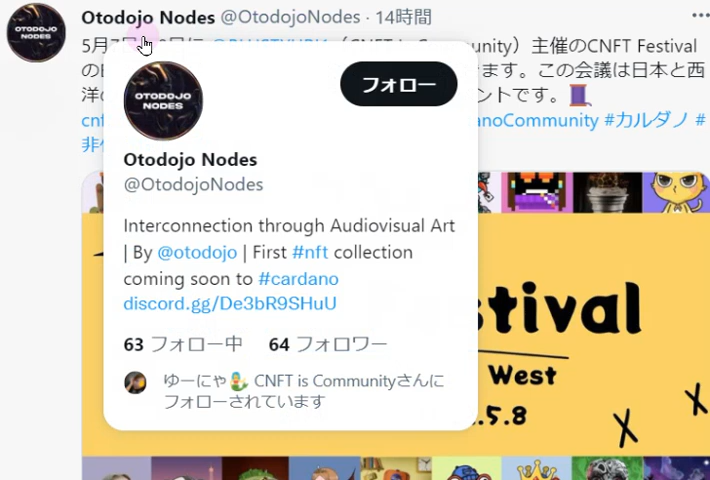 OTODOJO
NODES
Otodojo Nodes @OtodojoNodes · 14時間
5月7
（CNFT is Community）主催のCNFT Festival
の
ます。この会議は日本と西
洋の
ントです。
cnf
anoCommunity #カルダノ #
非
OTODOJO
NODES
フォロー
Otodojo Nodes
@OtodojoNodes
Interconnection through Audiovisual Art
| By @otodojo | First #nft collection
coming soon to #cardano
discord.gg/De3bR9SHuU
63 フォロー中 64 フォロワー
ゆーにゃ CNFT is Communityさんに
フォローされています
stival
West
.5.8